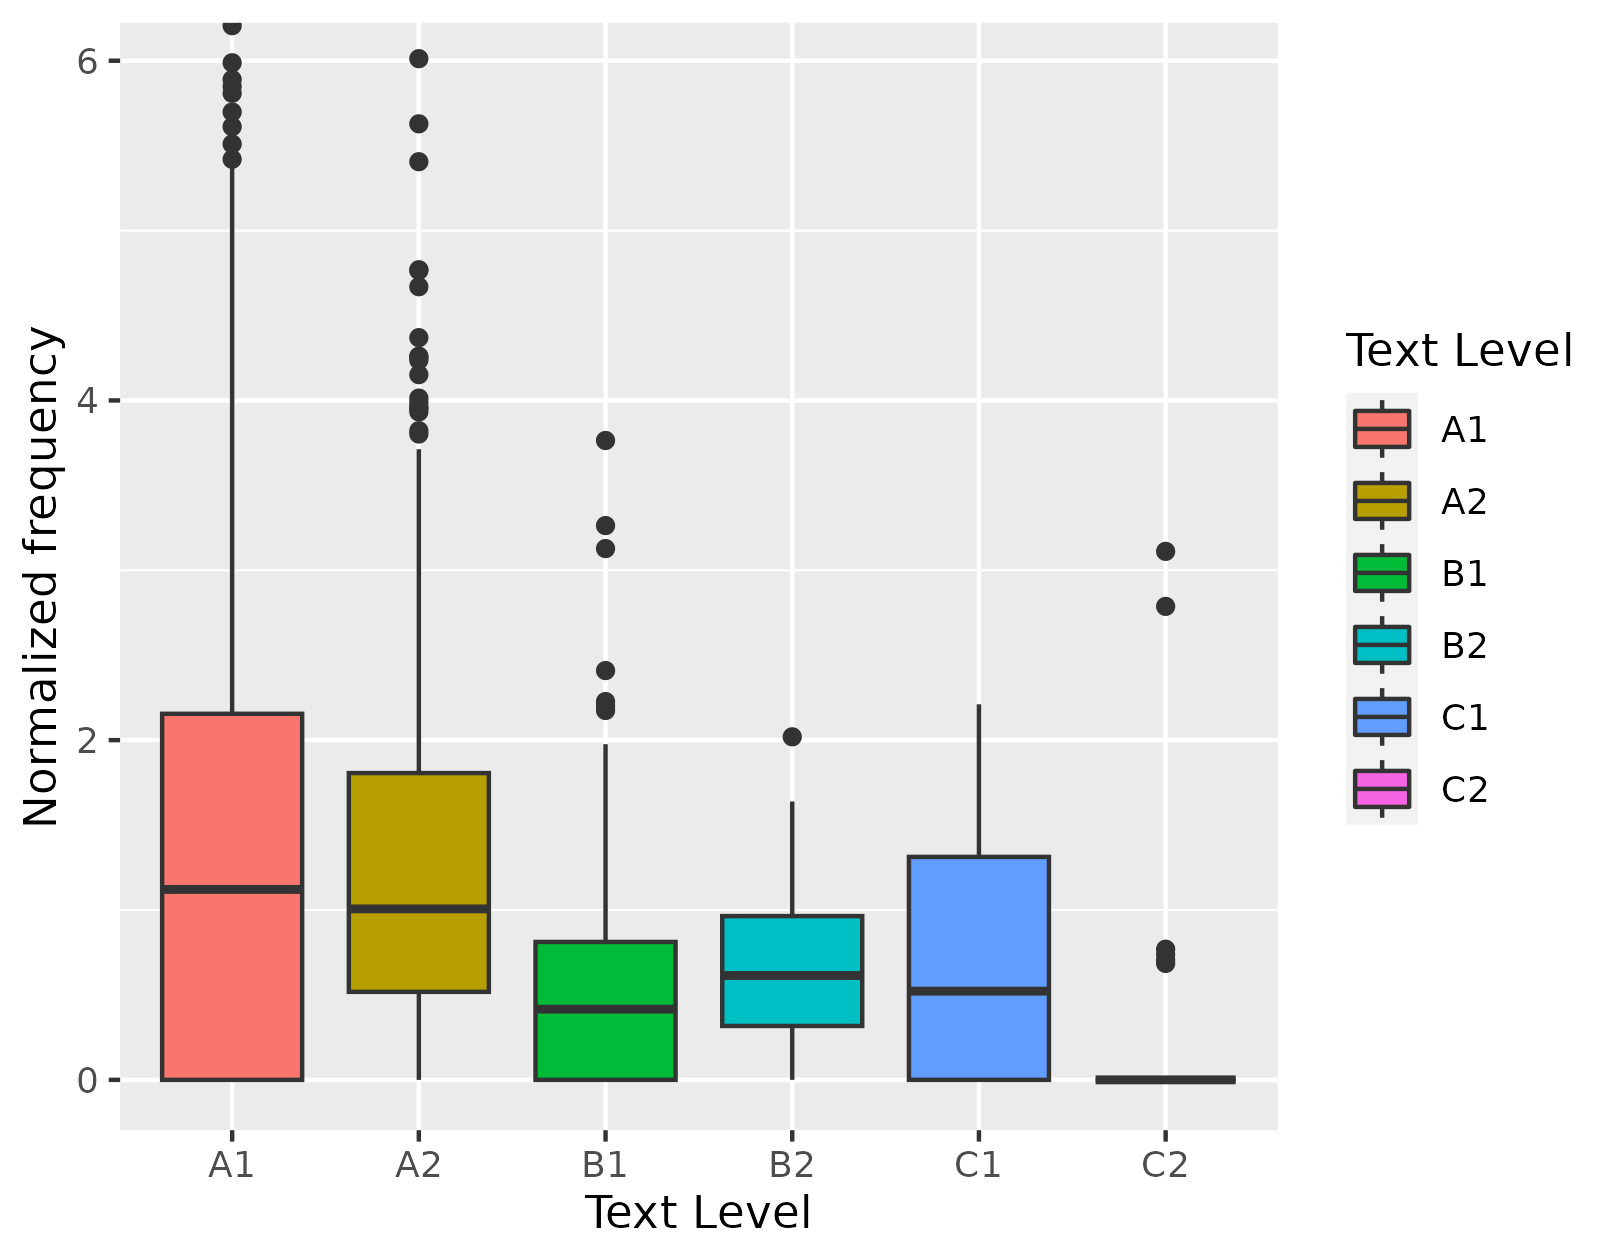 Normalized frequency
6
4
2
0
A1 A2 B1 B2 C1 C2
Text Level
Text Level
A1
A2
B1
B2
C1
C2